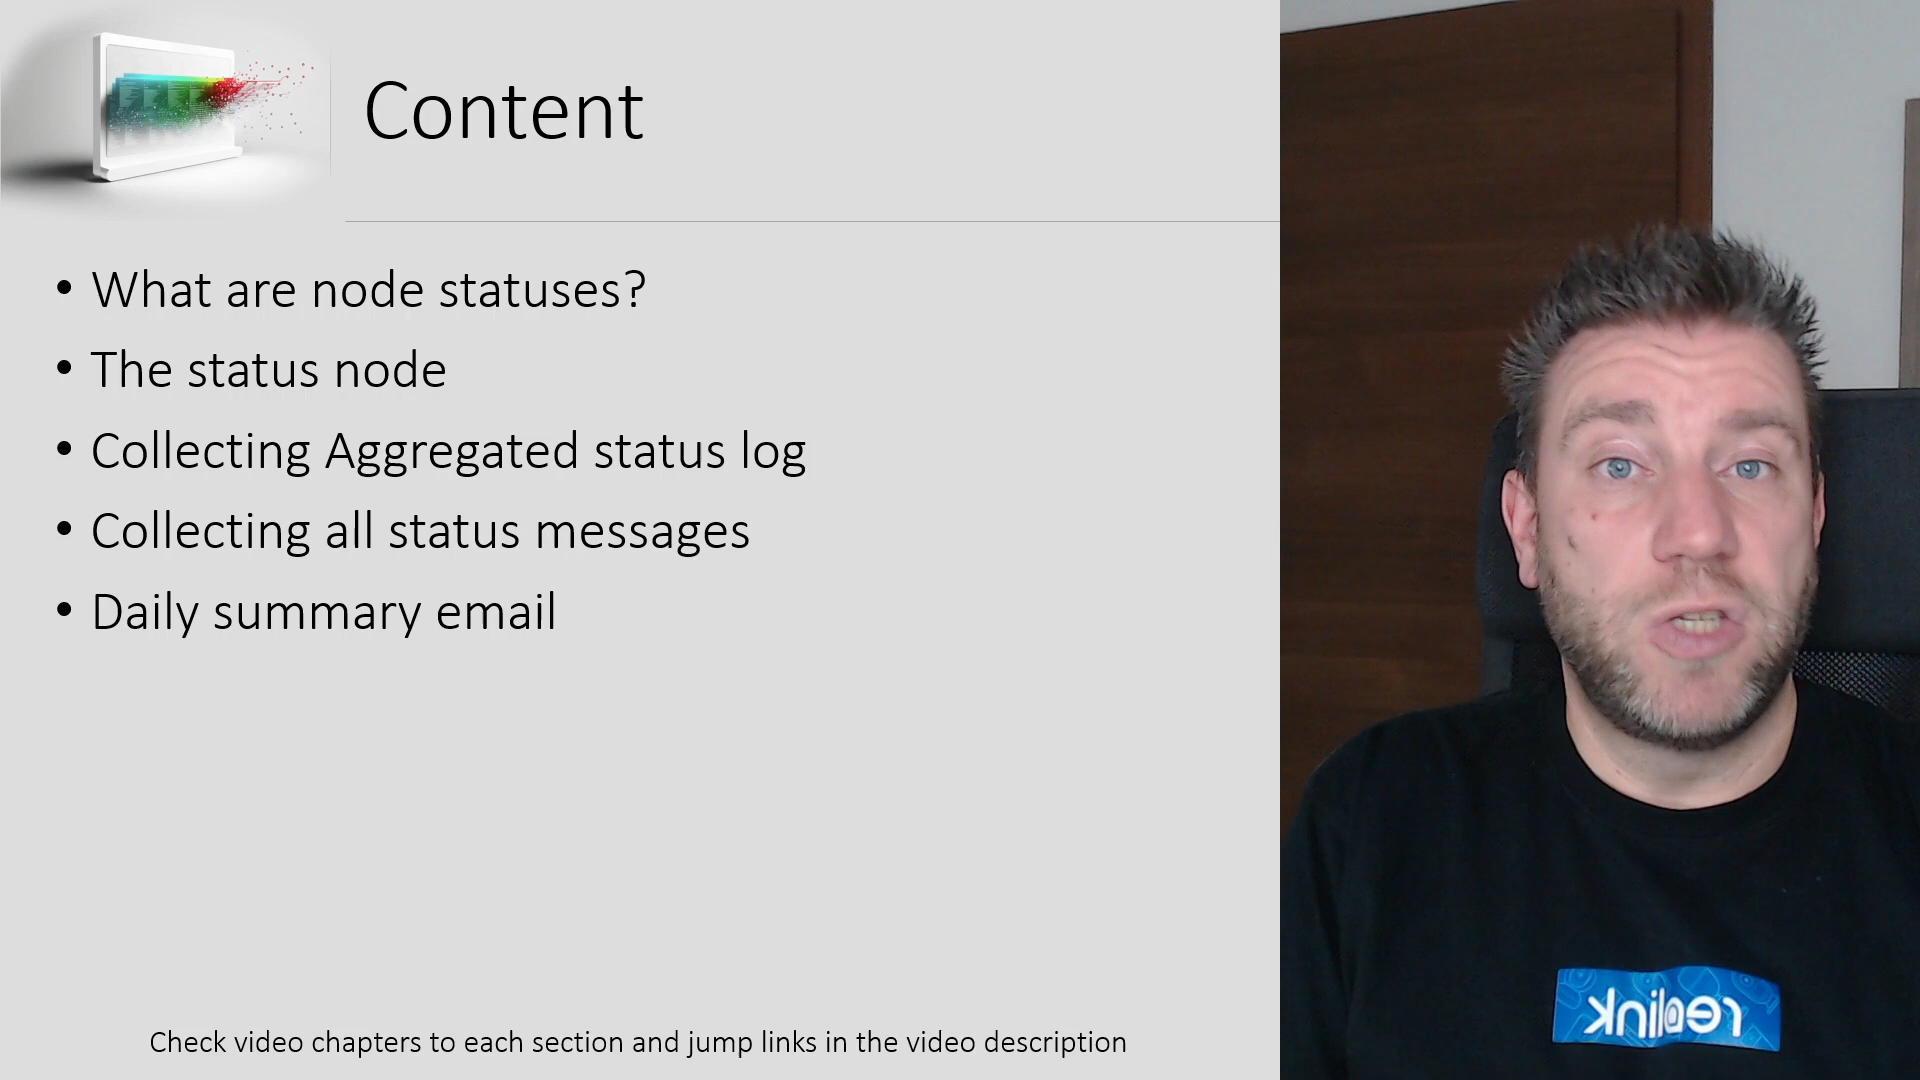 Content
• What are node statuses?
• The status node
• Collecting Aggregated status log
• Collecting all status messages
• Daily summary email
Check video chapters to each section and jump links in the video description
reolink